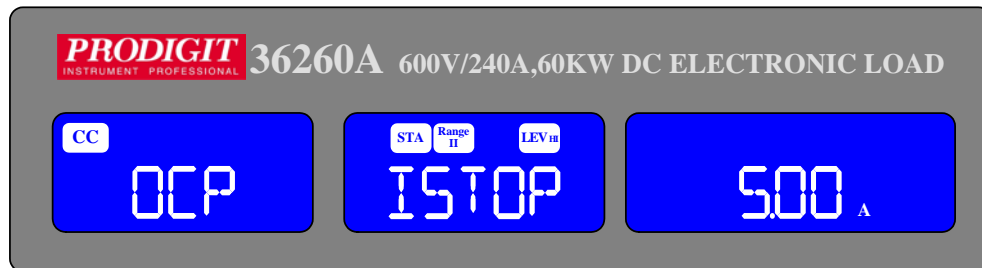 PRODIGIT
INSTRUMENT PROFESSIONAL
36260A 600V/240A,60KW DC ELECTRONIC LOAD
CC
OCP
STA Range II LEV HI
ISTOP
5.00 A